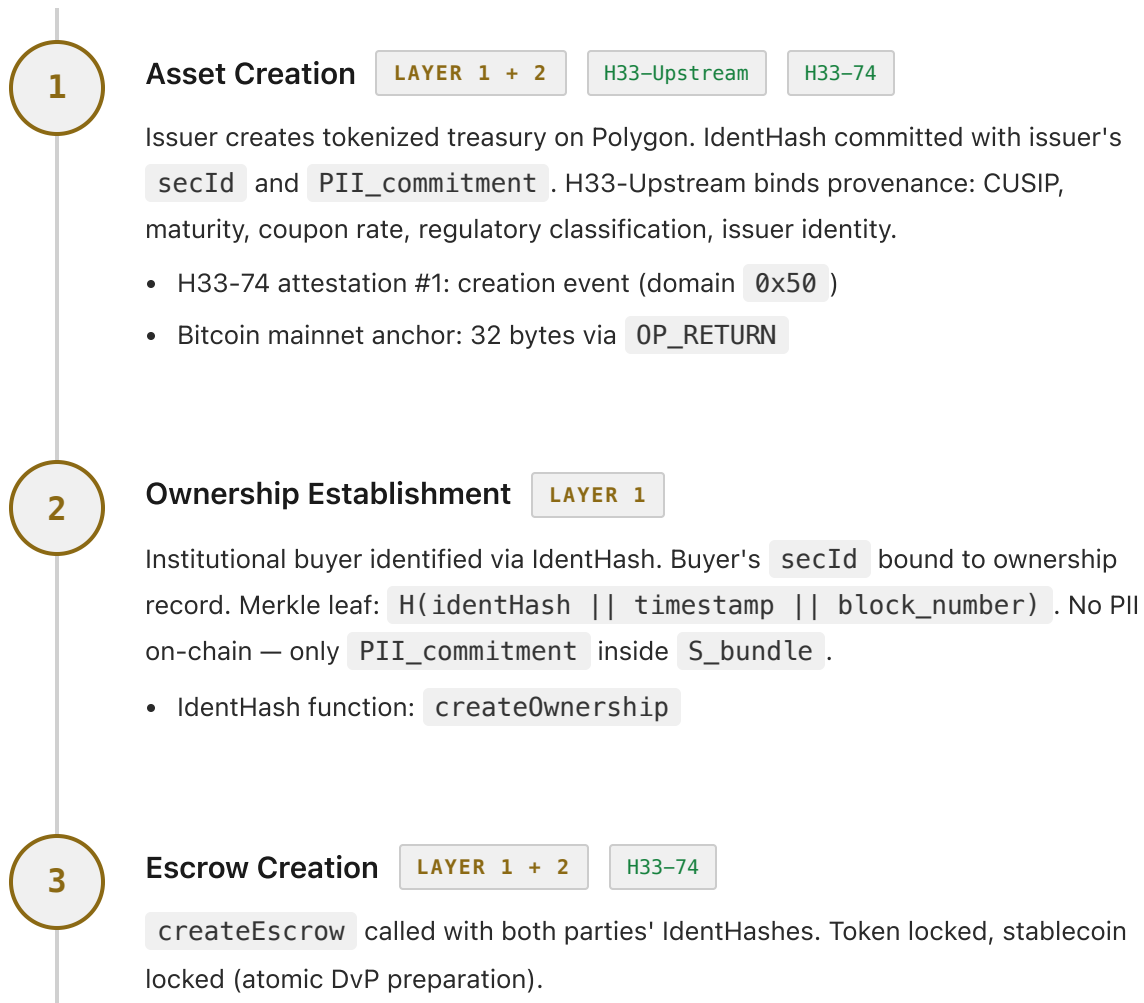 1
Asset Creation LAYER 1 + 2 H33-Upstream H33-74
Issuer creates tokenized treasury on Polygon. IdentHash committed with issuer's
secId and PII_commitment . H33-Upstream binds provenance: CUSIP,
maturity, coupon rate, regulatory classification, issuer identity.
• H33-74 attestation #1: creation event (domain 0x50 )
• Bitcoin mainnet anchor: 32 bytes via OP_RETURN
2
Ownership Establishment LAYER 1
Institutional buyer identified via IdentHash. Buyer's secId bound to ownership
record. Merkle leaf: H(identHash || timestamp || block_number) . No PII
on-chain — only PII_commitment inside S_bundle .
• IdentHash function: createOwnership
3
Escrow Creation LAYER 1 + 2 H33-74
createEscrow called with both parties' IdentHashes. Token locked, stablecoin
locked (atomic DvP preparation).